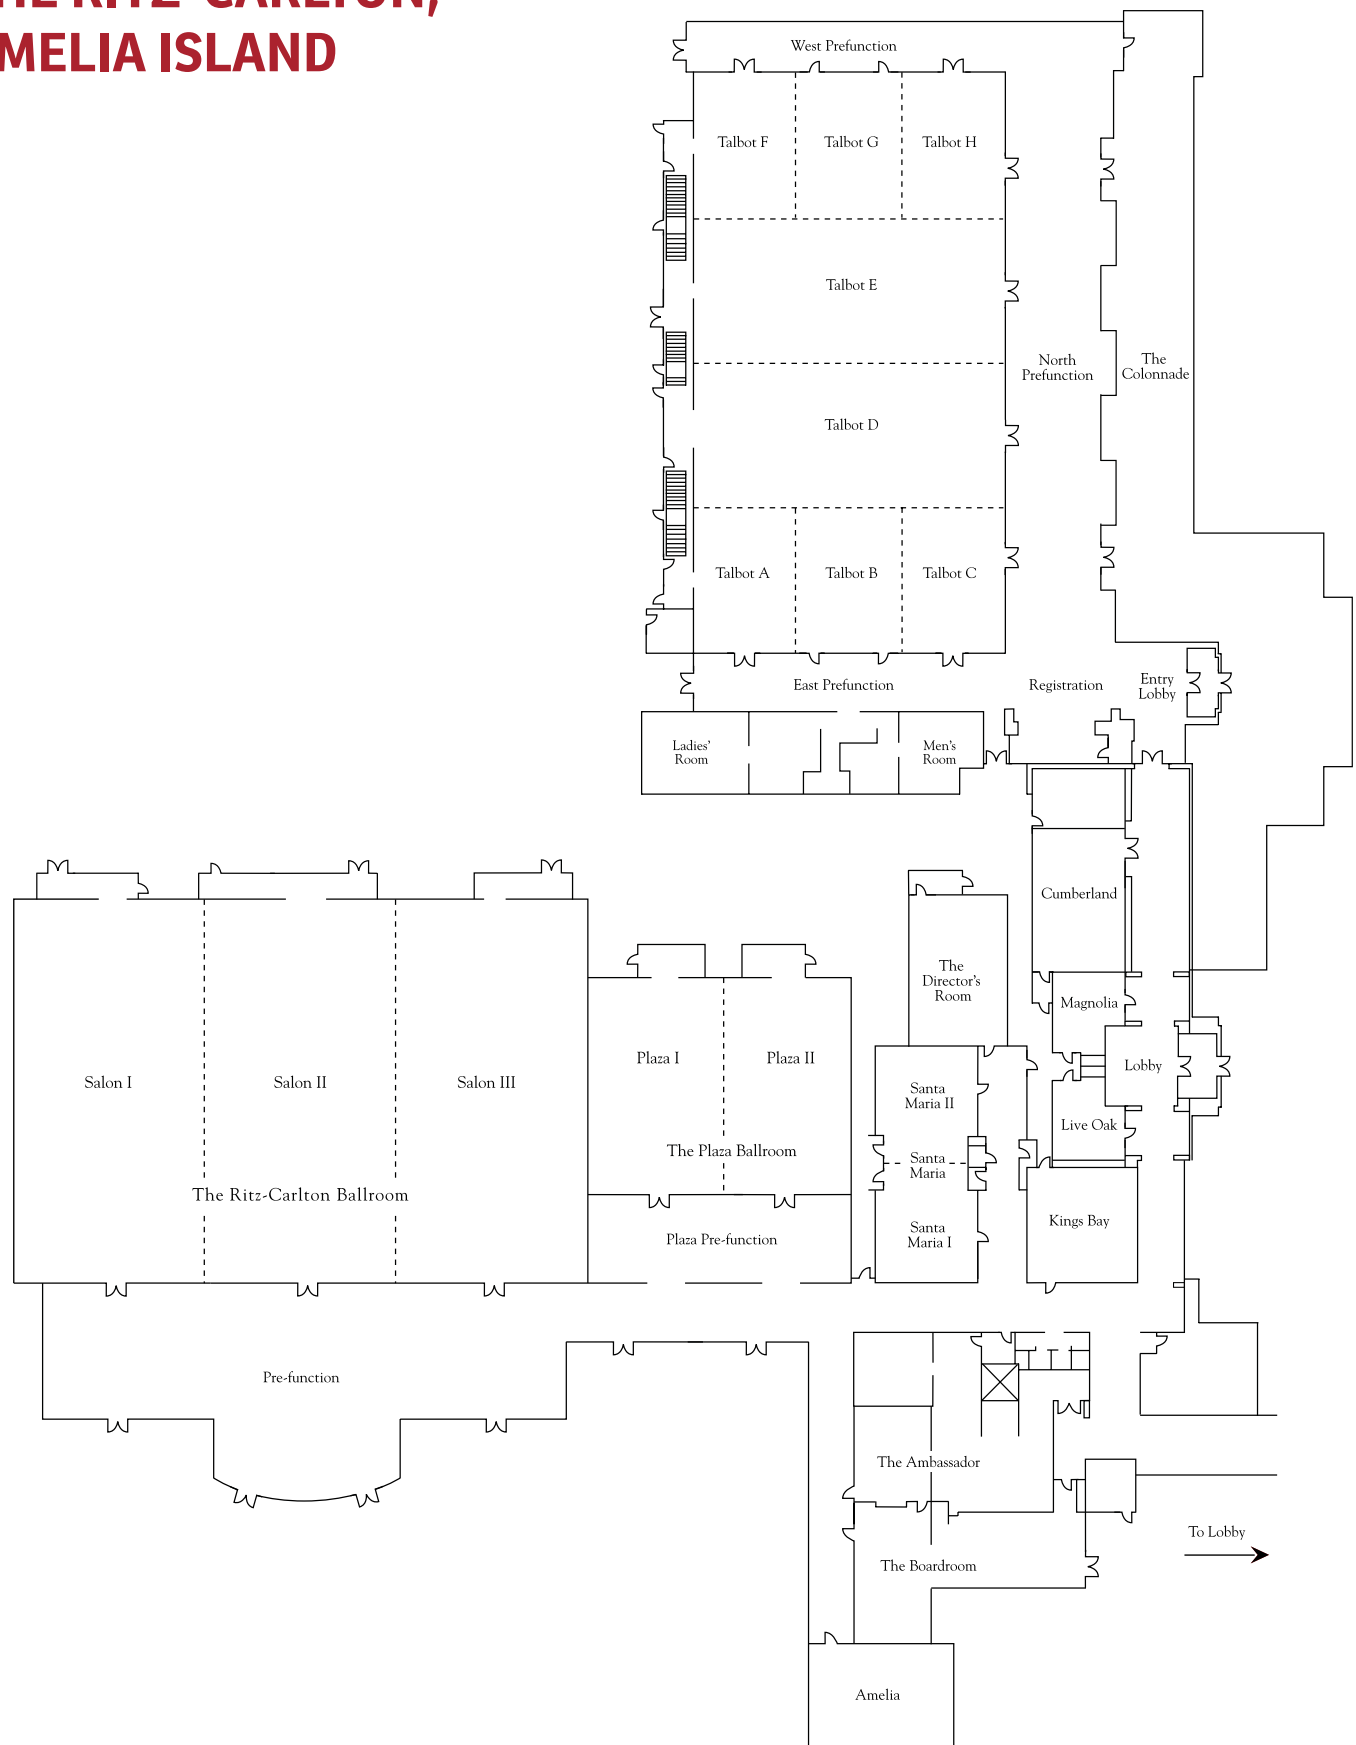 HE RITZ-CARLTON,
MELIA ISLAND
West Prefunction
Talbot F
Talbot G
Talbot H
Talbot E
North
Prefunction
The
Colonnade
Talbot D
Talbot A
Talbot B
Talbot C
East Prefunction
Registration
Entry
Lobby
Ladies'
Room
Men's
Room
Cumberland
The
Director's
Room
Magnolia
Plaza I
Plaza II
Lobby
Salon I
Salon II
Salon III
Santa
Maria II
Live Oak
The Plaza Ballroom
Santa
Maria
The Ritz-Carlton Ballroom
Kings Bay
Santa
Maria I
Plaza Pre-function
Pre-function
The Ambassador
To Lobby
The Boardroom
Amelia